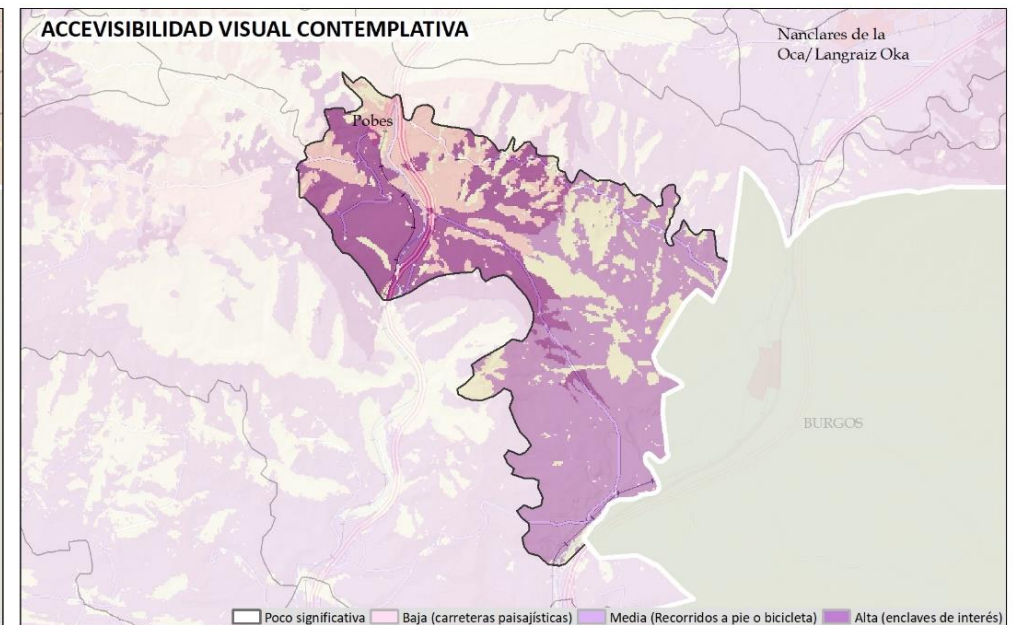 ACCEVISIBILIDAD VISUAL CONTEMPLATIVA
Nanclares de la
Oca/Langraiz Oka
Pobes
BURGOS
Poco significativa Baja (carreteras paisajísticas) Media (Recorridos a pie o bicicleta) Alta (enclaves de interés)